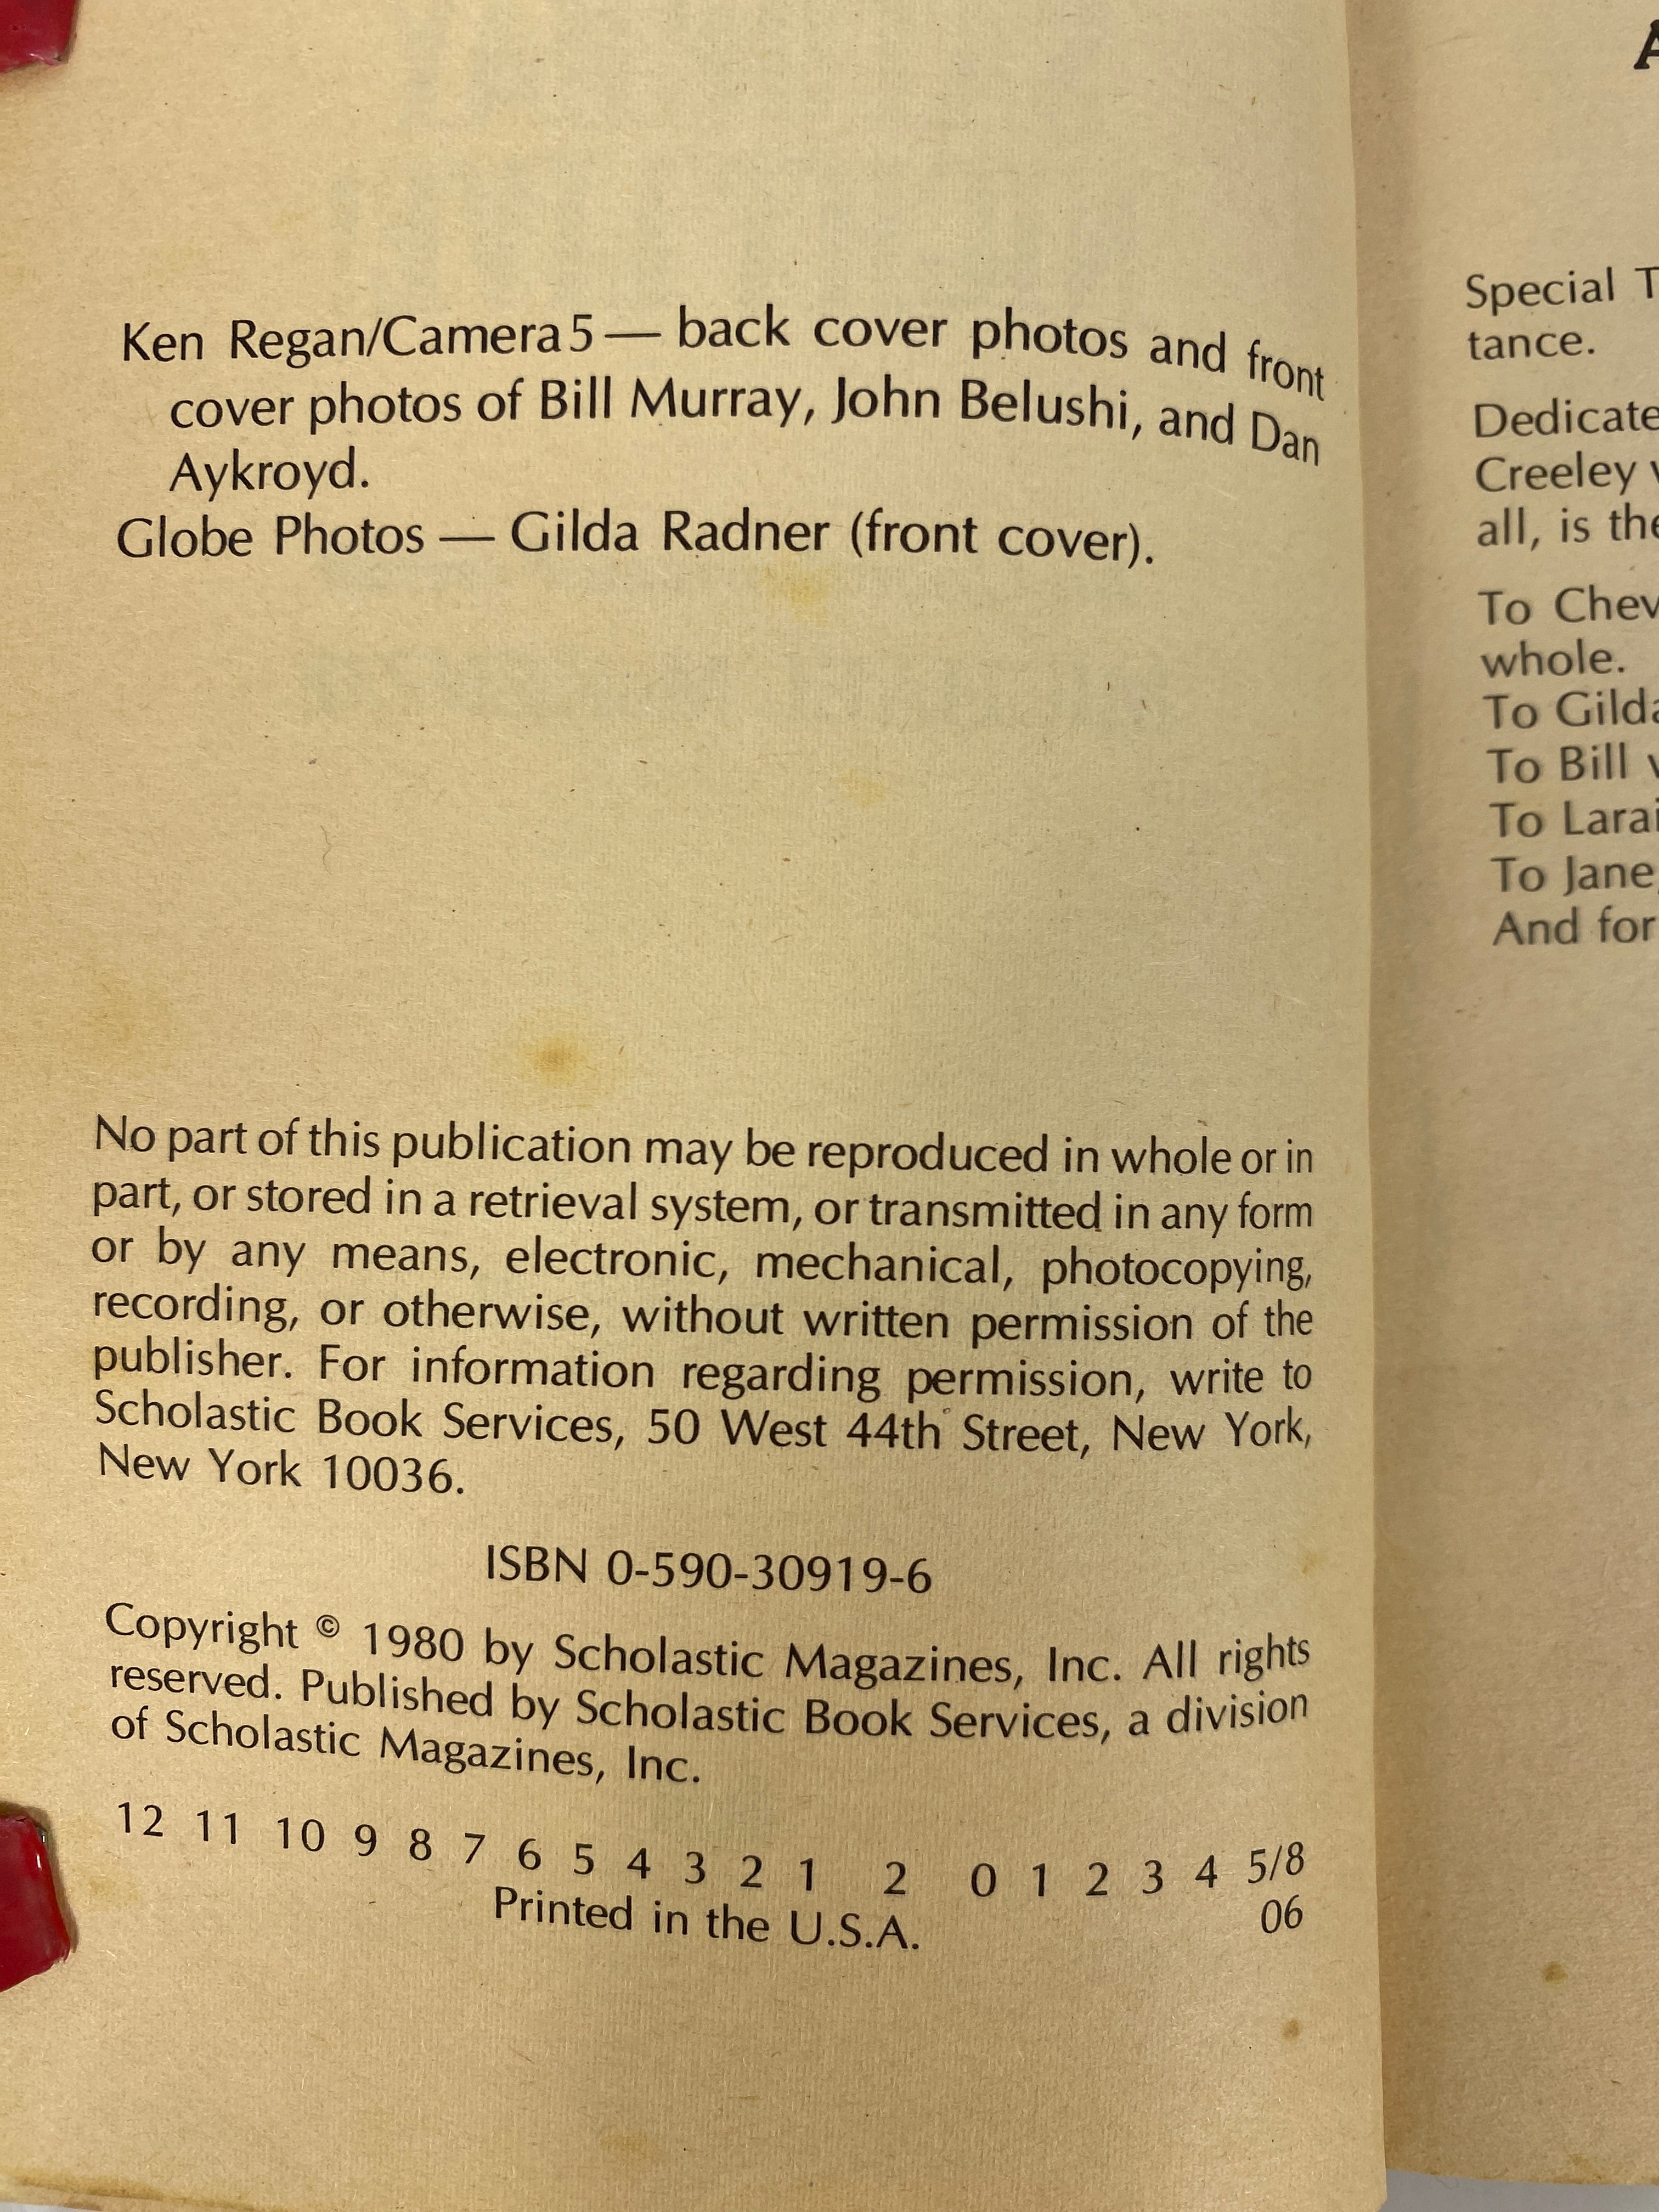 Ken Regan/Camera 5 — back cover photos and front
cover photos of Bill Murray, John Belushi, and Dan
Aykroyd.
Globe Photos — Gilda Radner (front cover).
No part of this publication may be reproduced in whole or in
part, or stored in a retrieval system, or transmitted in any form
or by any means, electronic, mechanical, photocopying,
recording, or otherwise, without written permission of the
publisher. For information regarding permission, write to
Scholastic Book Services, 50 West 44th Street, New York,
New York 10036.
ISBN 0-590-30919-6
Copyright © 1980 by Scholastic Magazines, Inc. All rights
reserved. Published by Scholastic Book Services, a division
of Scholastic Magazines, Inc.
12 11 10 9 8 7 6 5 4 3 2 1 2 0 1 2 3 4 5/8
Printed in the U.S.A. 06
Special
tance.
Creeley
all, is
To
whole.
To
To Bill
To
To Jane,
And for